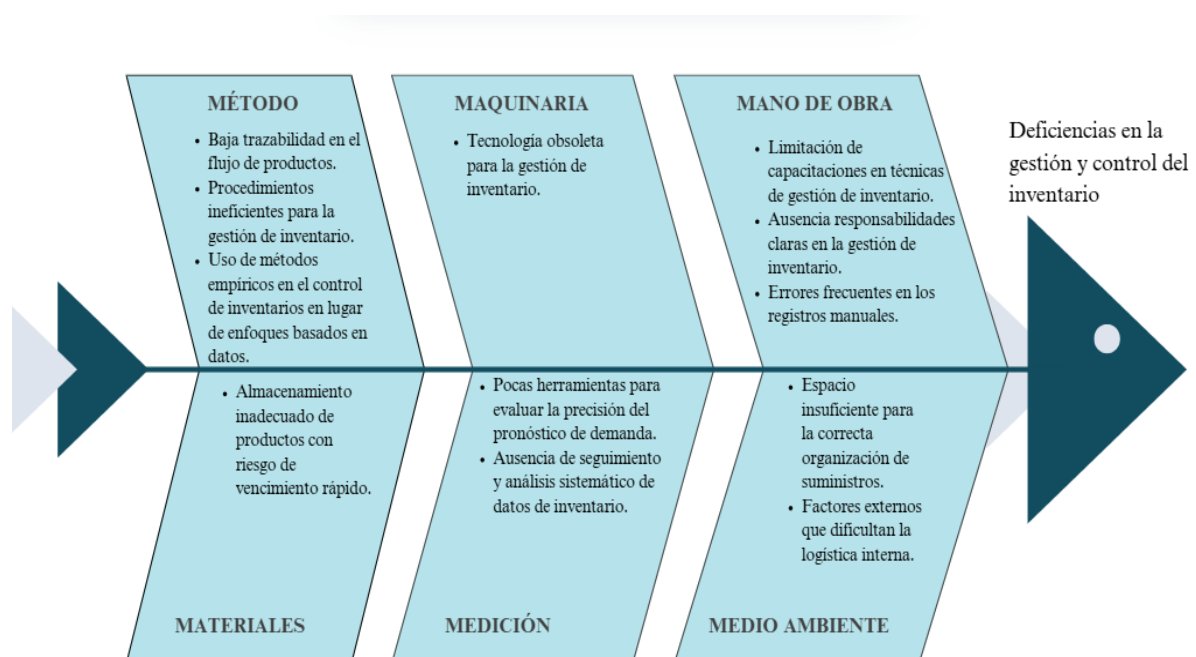 MÉTODO
• Baja trazabilidad en el
flujo de productos.
• Procedimientos
ineficientes para la
gestión de inventario.
• Uso de métodos
empíricos en el control
de inventarios en lugar
de enfoques basados en
datos.
MAQUINARIA
• Tecnología obsoleta
para la gestión de
inventario.
MANO DE OBRA
• Limitación de
capacitaciones en técnicas
de gestión de inventario.
• Ausencia responsabilidades
claras en la gestión de
inventario.
• Errores frecuentes en los
registros manuales.
Deficiencias en la
gestión y control del
inventario
• Almacenamiento
inadecuado de
productos con
riesgo de
vencimiento rápido.
MATERIALES
• Pocas herramientas para
evaluar la precisión del
pronóstico de demanda.
• Ausencia de seguimiento
y análisis sistemático de
datos de inventario.
MEDICIÓN
• Espacio
insuficiente para
la correcta
organización de
suministros.
• Factores externos
que dificultan la
logística interna.
MEDIO AMBIENTE